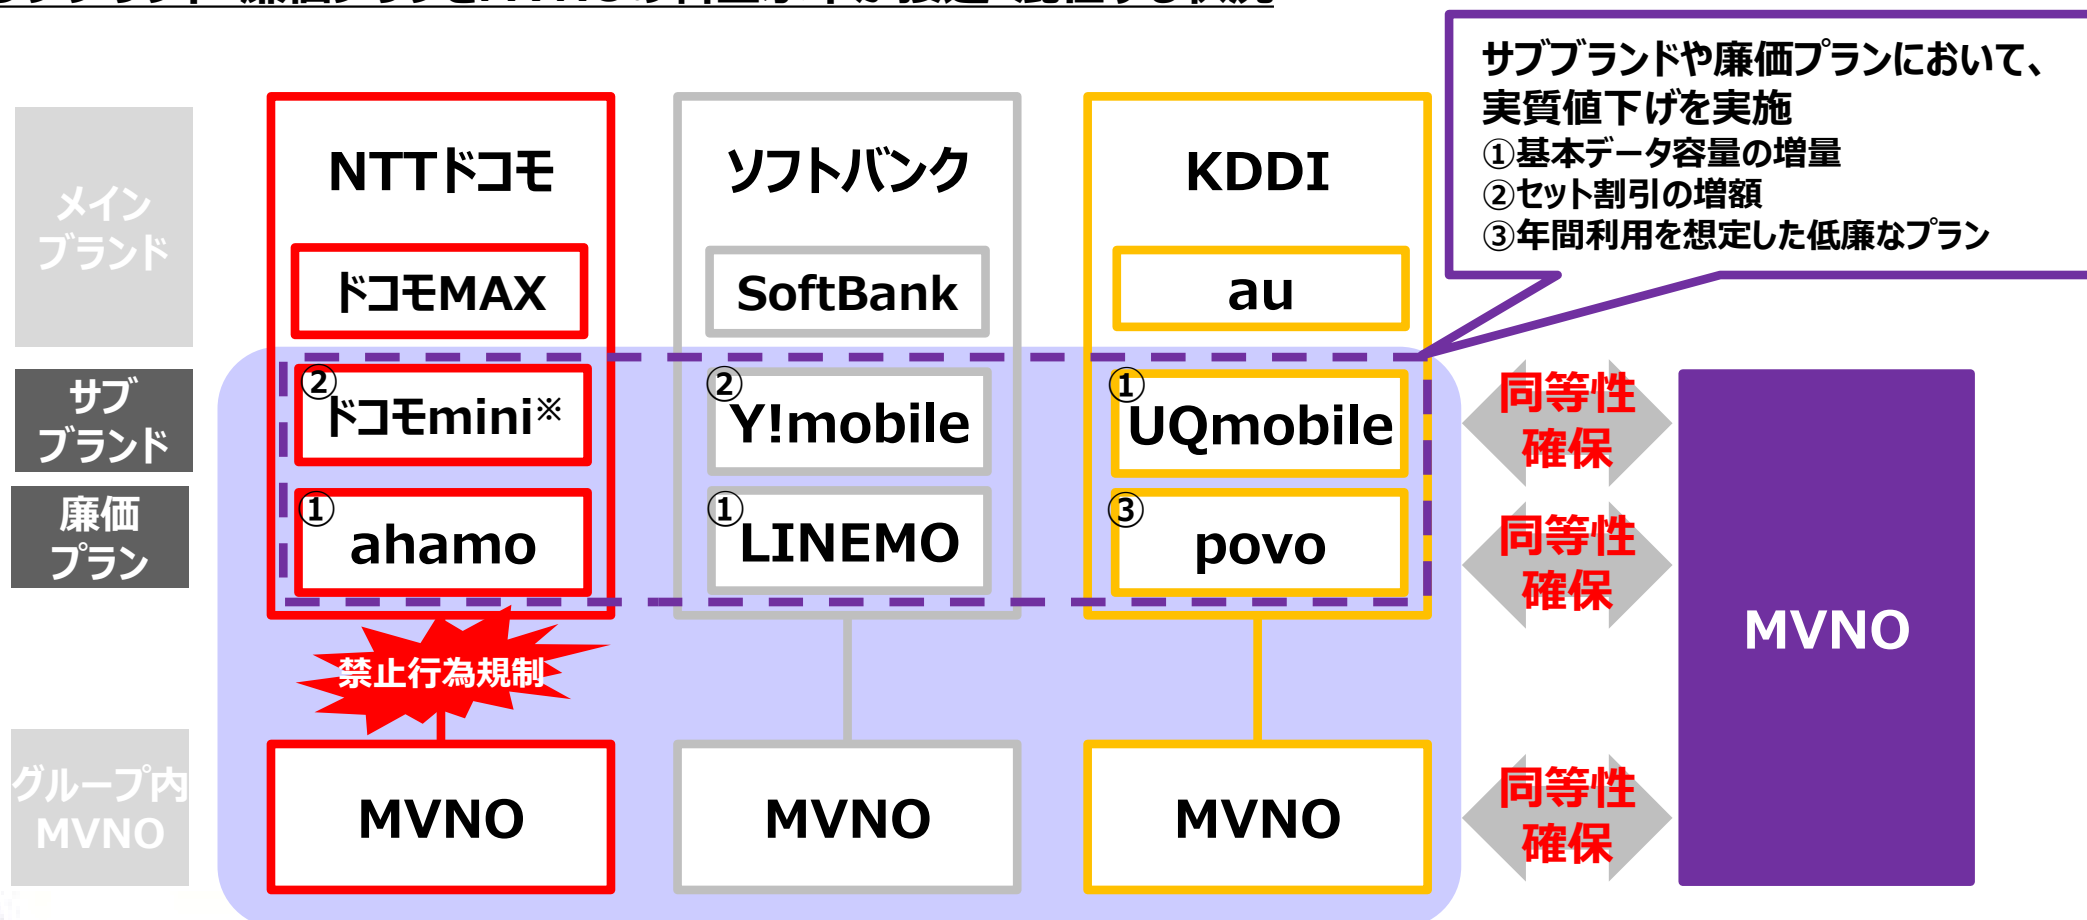 サブブランドや廉価プランにおいて、
実質値下げを実施
①基本データ容量の増量
②セット割引の増額
③年間利用を想定した低廉なプラン
メイン
ブランド
NTTドコモ
ソフトバンク
KDDI
ドコモMAX
SoftBank
au
サブ
ブランド
②
ドコモmini※
②
Y!mobile
①
UQmobile
同等性
確保
廉価
プラン
①
ahamo
①
LINEMO
③
povo
同等性
確保
MVNO
禁止行為規制
グループ内
MVNO
MVNO
MVNO
MVNO
同等性
確保